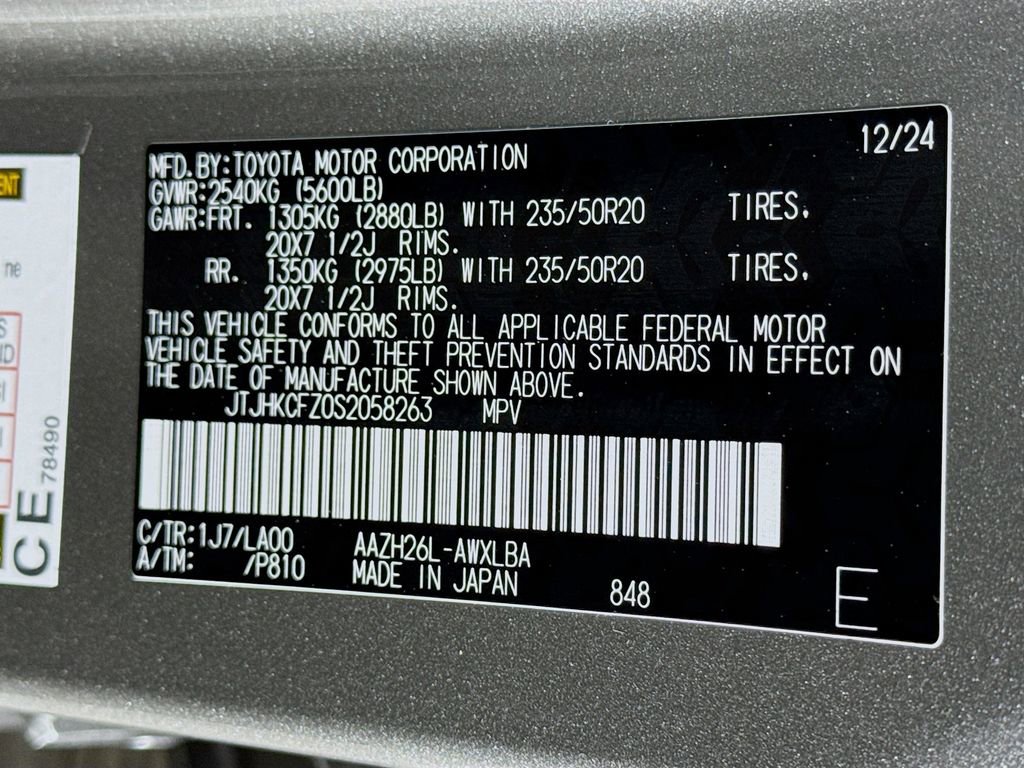 12/24
MFD.BY:TOYOTA MOTOR CORPORATION
GVWR:2540KG (5600LB)
GAWR:FRT. 1305KG (2880LB) WITH 235/50R20 TIRES.
20X7 1/2J RIMS.
RR. 1350KG (2975LB) WITH 235/50R20 TIRES.
20X7 1/2J RIMS.
THIS VEHICLE CONFORMS TO ALL APPLICABLE FEDERAL MOTOR
VEHICLE SAFETY AND THEFT PREVENTION STANDARDS IN EFFECT ON
THE DATE OF MANUFACTURE SHOWN ABOVE.
JTJHKCFZ0S2058263 MPV
C/TR:1J7/LA00 AAZH26L-AWXLBA
A/TM: /P810 MADE IN JAPAN 848 E
ENT
ne
S
ND
CE 78490